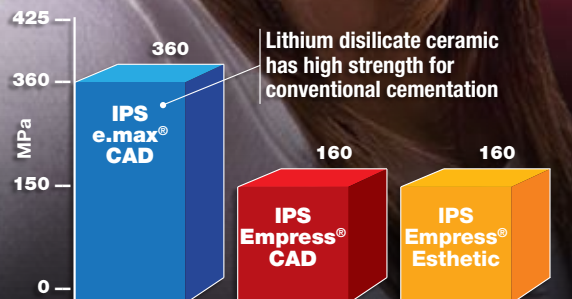 425
360
Lithium disilicate ceramic
has high strength for
conventional cementation
360
MPa
IPS
e.max®
CAD
150
160
160
IPS
Empress®
CAD
IPS
Empress®
Esthetic
0